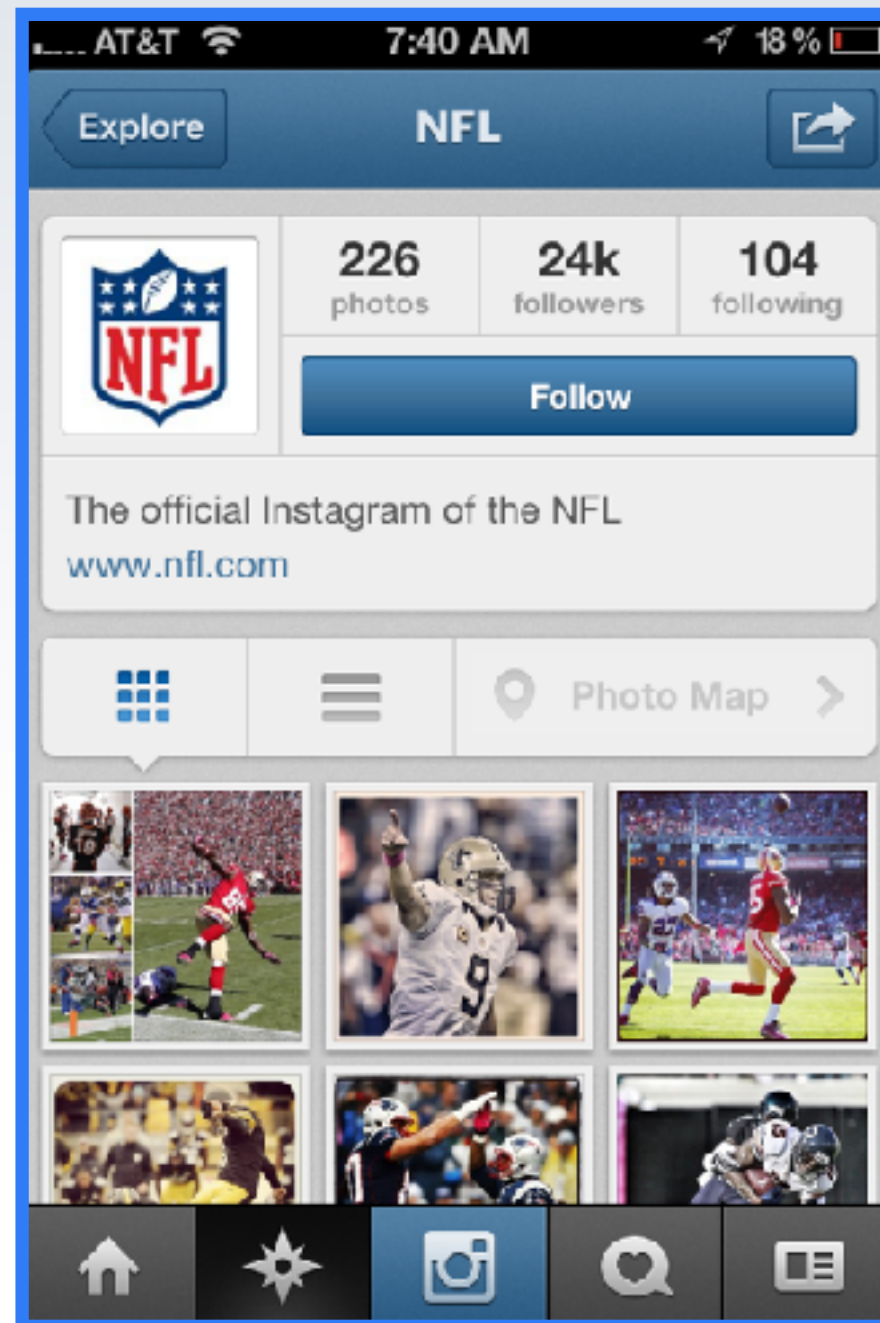 AT&T 7:40 AM 18%
Explore NFL
226 24k 104
photos followers following
NFL
Follow
The official Instagram of the NFL
www.nfl.com
Photo Map
9